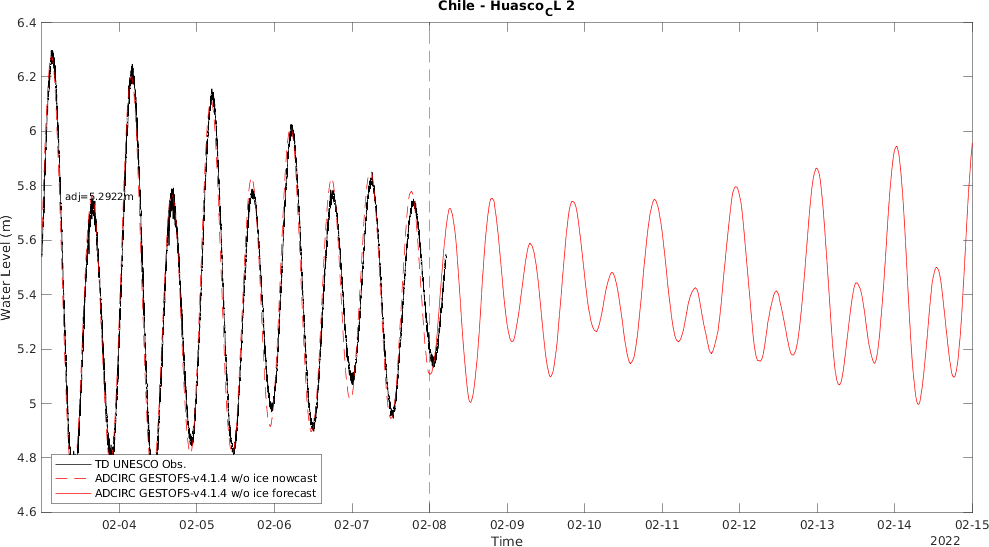 Chile - Huasco_CL 2
6.4
6.2
6
5.8
5.6
5.4
5.2
5
4.8
4.6
Water Level (m)
adj=5.2922m
TD UNESCO Obs.
ADCIRC GESTOFS-v4.1.4 w/o ice nowcast
ADCIRC GESTOFS-v4.1.4 w/o ice forecast
02-04 02-05 02-06 02-07 02-08 02-09 02-10 02-11 02-12 02-13 02-14 02-15
Time
2022